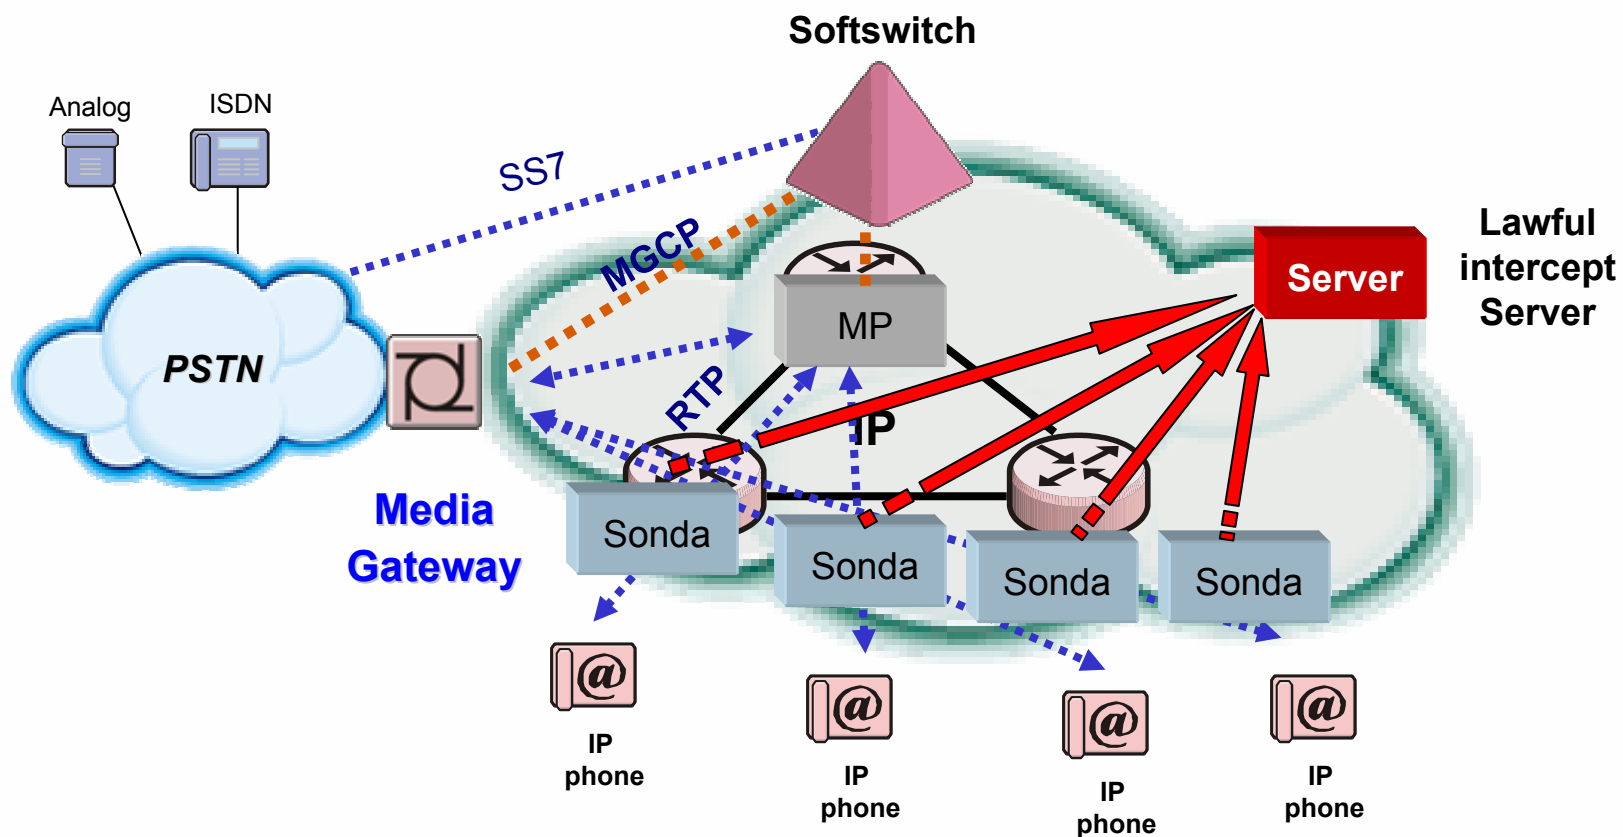 Softswitch
Analog
ISDN
SS7
MGCP
Lawful
intercept
Server
Server
MP
PSTN
RTP
IP
Media
Gateway
Sonda
Sonda
Sonda
Sonda
@
@
@
@
IP
phone
IP
phone
IP
phone
IP
phone